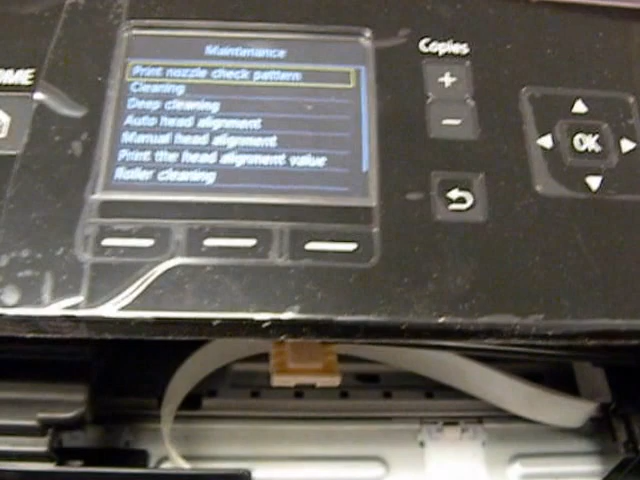 Maintenance
Print nozzle check pattern
Cleaning
Deep cleaning
Auto head alignment
Manual head alignment
Print the head alignment value
Roller cleaning
Copies
+
−
OK
OME